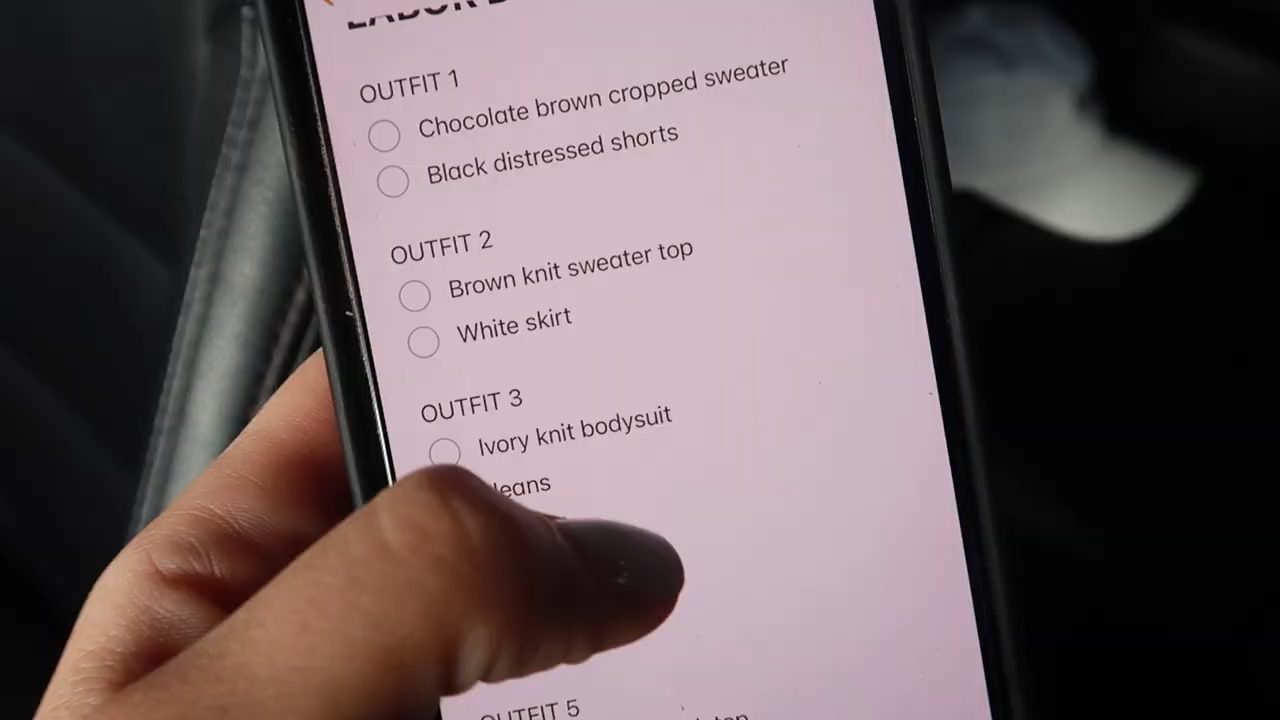 OUTFIT 1
Chocolate brown cropped sweater
Black distressed shorts
OUTFIT 2
Brown knit sweater top
White skirt
OUTFIT 3
Ivory knit bodysuit
Jeans
OUTFIT 5
top